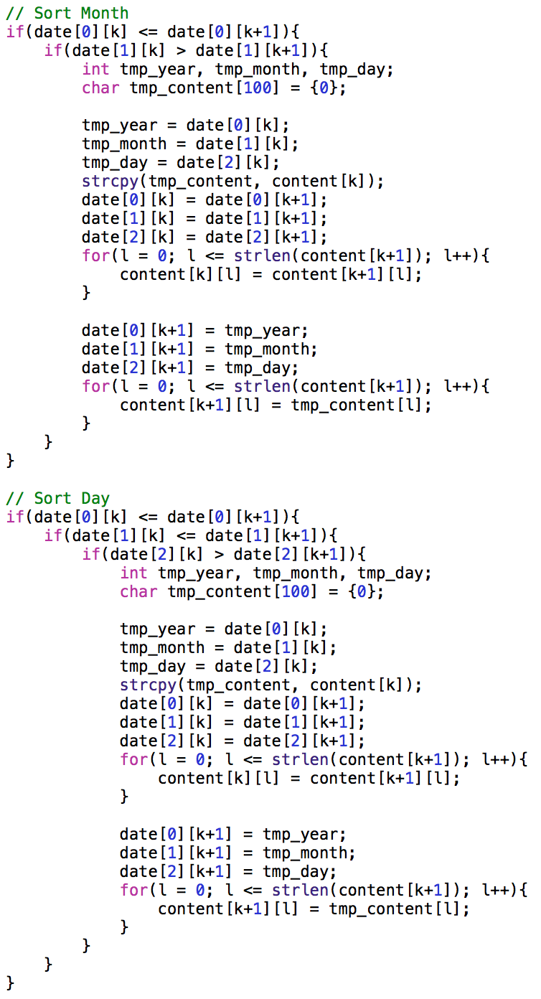 // Sort Month
if(date[0][k] <= date[0][k+1]){
    if(date[1][k] > date[1][k+1]){
        int tmp_year, tmp_month, tmp_day;
        char tmp_content[100] = {0};

        tmp_year = date[0][k];
        tmp_month = date[1][k];
        tmp_day = date[2][k];
        strcpy(tmp_content, content[k]);
        date[0][k] = date[0][k+1];
        date[1][k] = date[1][k+1];
        date[2][k] = date[2][k+1];
        for(l = 0; l <= strlen(content[k+1]); l++){
            content[k][l] = content[k+1][l];
        }

        date[0][k+1] = tmp_year;
        date[1][k+1] = tmp_month;
        date[2][k+1] = tmp_day;
        for(l = 0; l <= strlen(content[k+1]); l++){
            content[k+1][l] = tmp_content[l];
        }
    }
}

// Sort Day
if(date[0][k] <= date[0][k+1]){
    if(date[1][k] <= date[1][k+1]){
        if(date[2][k] > date[2][k+1]){
            int tmp_year, tmp_month, tmp_day;
            char tmp_content[100] = {0};

            tmp_year = date[0][k];
            tmp_month = date[1][k];
            tmp_day = date[2][k];
            strcpy(tmp_content, content[k]);
            date[0][k] = date[0][k+1];
            date[1][k] = date[1][k+1];
            date[2][k] = date[2][k+1];
            for(l = 0; l <= strlen(content[k+1]); l++){
                content[k][l] = content[k+1][l];
            }

            date[0][k+1] = tmp_year;
            date[1][k+1] = tmp_month;
            date[2][k+1] = tmp_day;
            for(l = 0; l <= strlen(content[k+1]); l++){
                content[k+1][l] = tmp_content[l];
            }
        }
    }
}